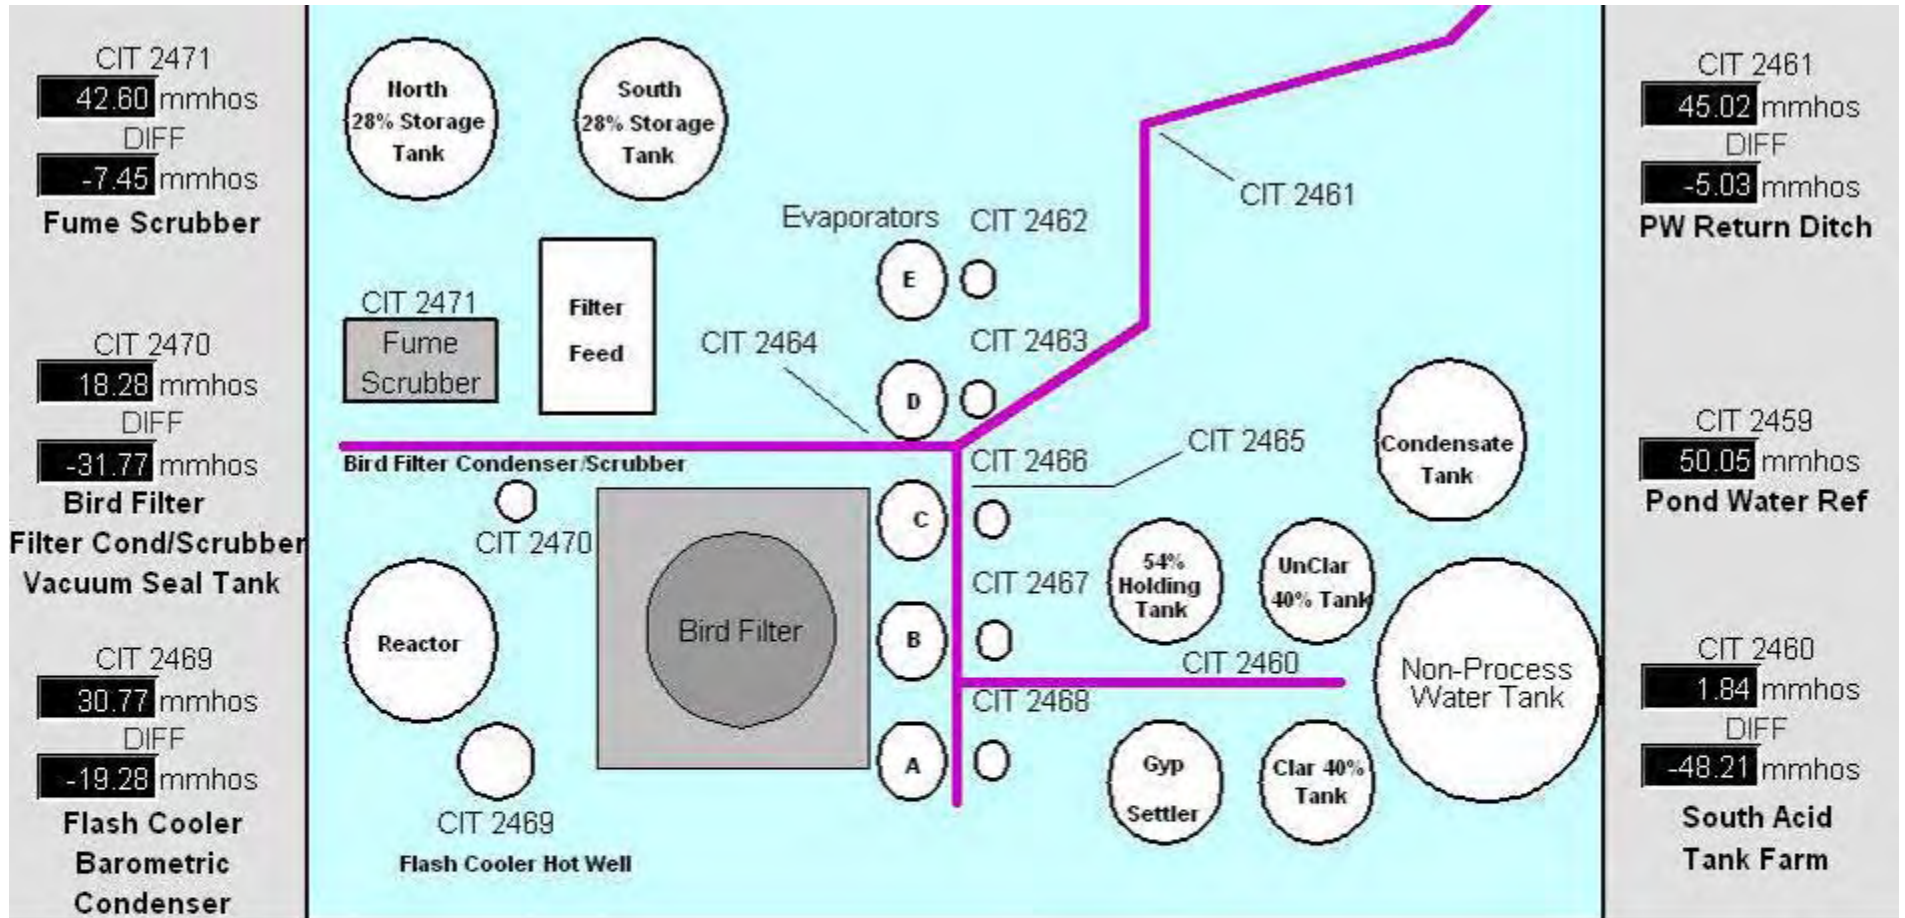 CIT 2471
42.60 mmhos
DIFF
-7.45 mmhos
Fume Scrubber
CIT 2470
18.28 mmhos
DIFF
-31.77 mmhos
Bird Filter
Filter Cond/Scrubber
Vacuum Seal Tank
CIT 2469
30.77 mmhos
DIFF
-19.28 mmhos
Flash Cooler
Barometric
Condenser
North
28% Storage
Tank
South
28% Storage
Tank
CIT 2461
Evaporators
CIT 2462
E
Filter
Feed
CIT 2471
Fume
Scrubber
CIT 2464
CIT 2463
D
Bird Filter Condenser/Scrubber
CIT 2466
CIT 2465
Condensate
Tank
CIT 2470
C
54%
Holding
Tank
UnClar
40% Tank
CIT 2467
Reactor
Bird Filter
B
CIT 2460
Non-Process
Water Tank
CIT 2468
A
Gyp
Settler
Clar 40%
Tank
CIT 2469
Flash Cooler Hot Well
CIT 2461
45.02 mmhos
DIFF
-5.03 mmhos
PW Return Ditch
CIT 2459
50.05 mmhos
Pond Water Ref
CIT 2460
1.84 mmhos
DIFF
-48.21 mmhos
South Acid
Tank Farm